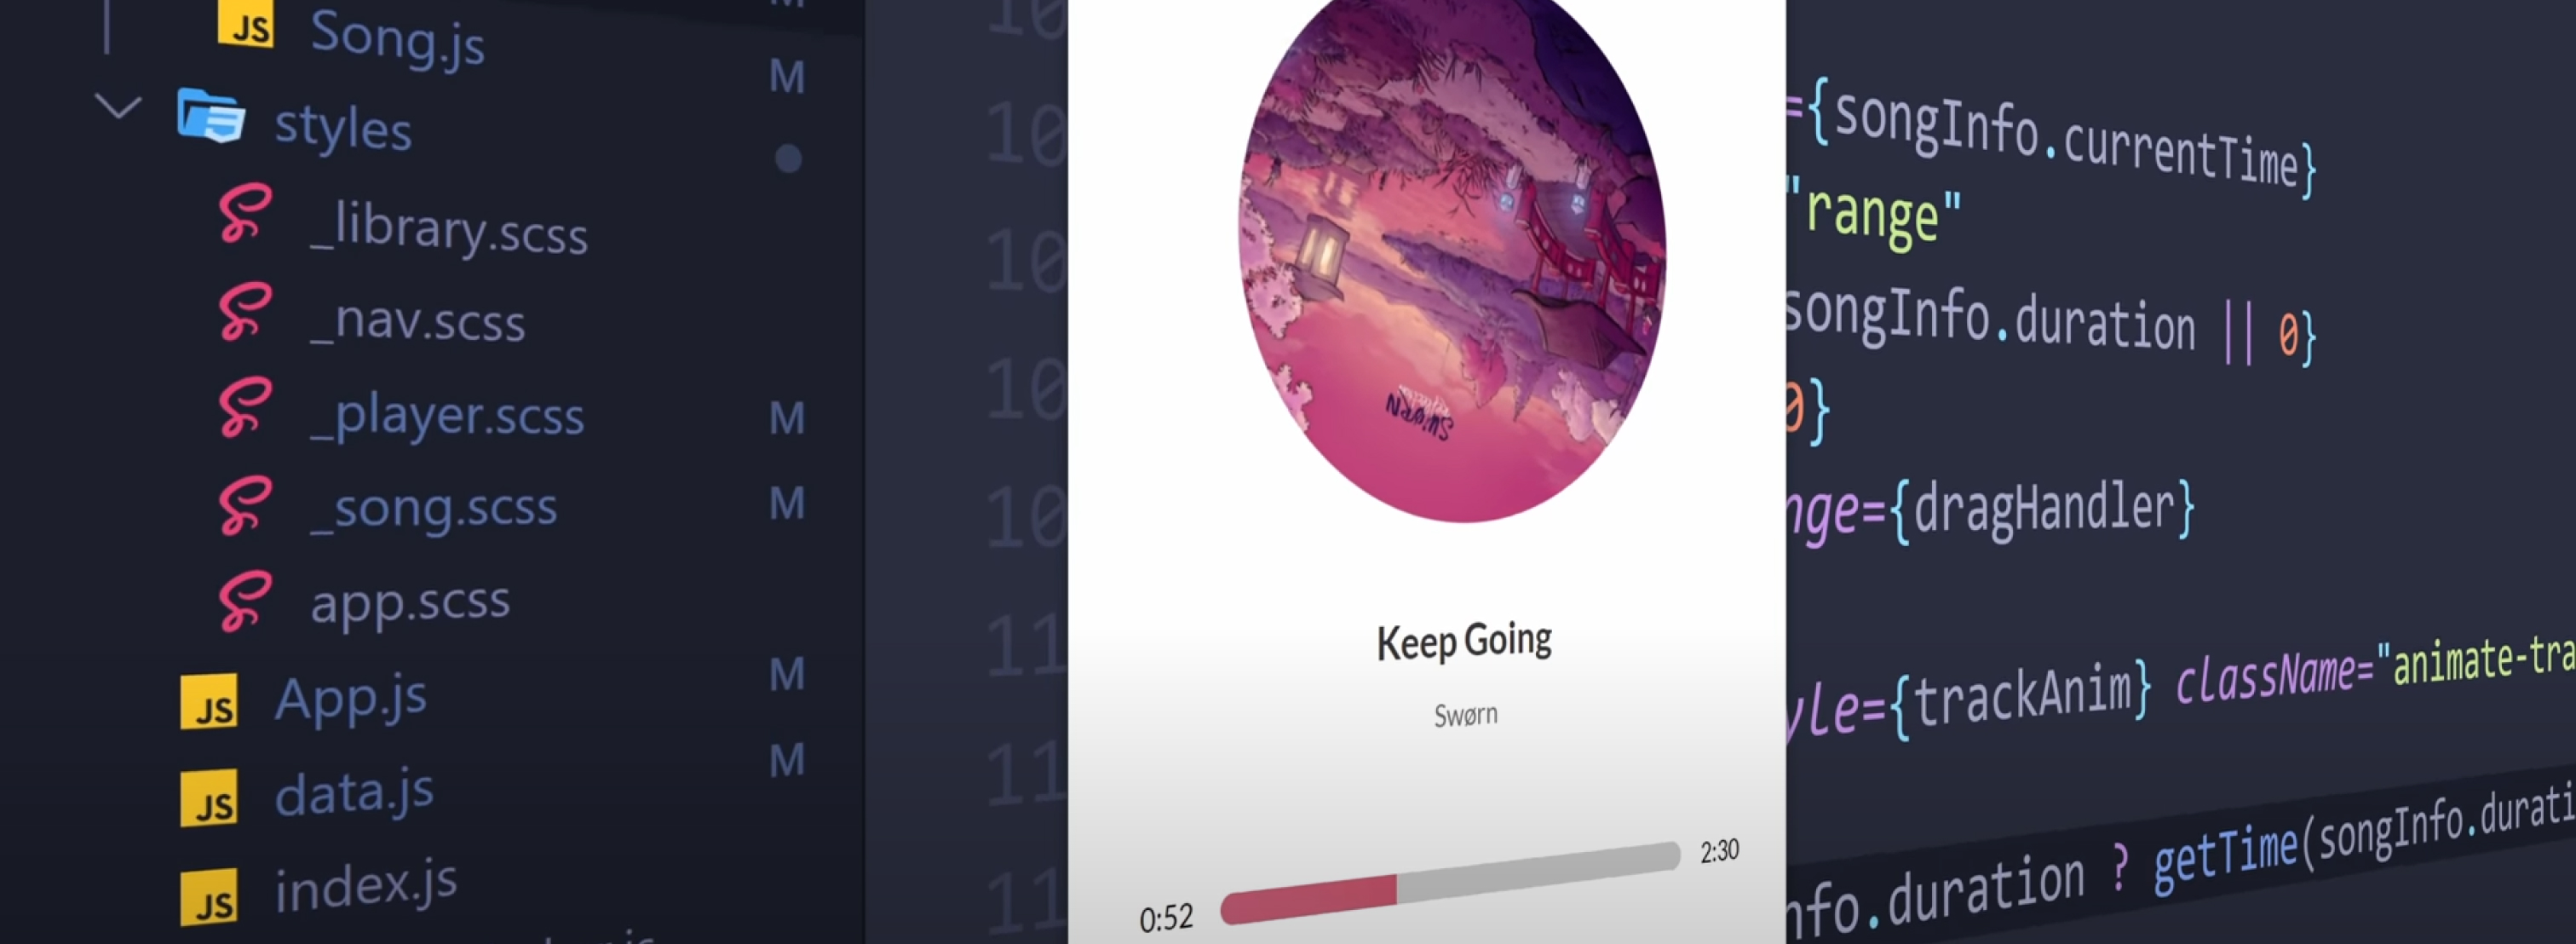 JS Song.js M
styles
_library.scss
_nav.scss
_player.scss M
_song.scss M
app.scss
JS App.js M
JS data.js M
JS index.js
10
10
10
10
10
11
11
11
SWØRN
Keep Going
Swørn
0:52 2:30
={songInfo.currentTime}
"range"
songInfo.duration || 0}
0}
nge={dragHandler}
yle={trackAnim} className="animate-tra
nfo.duration ? getTime(songInfo.durati